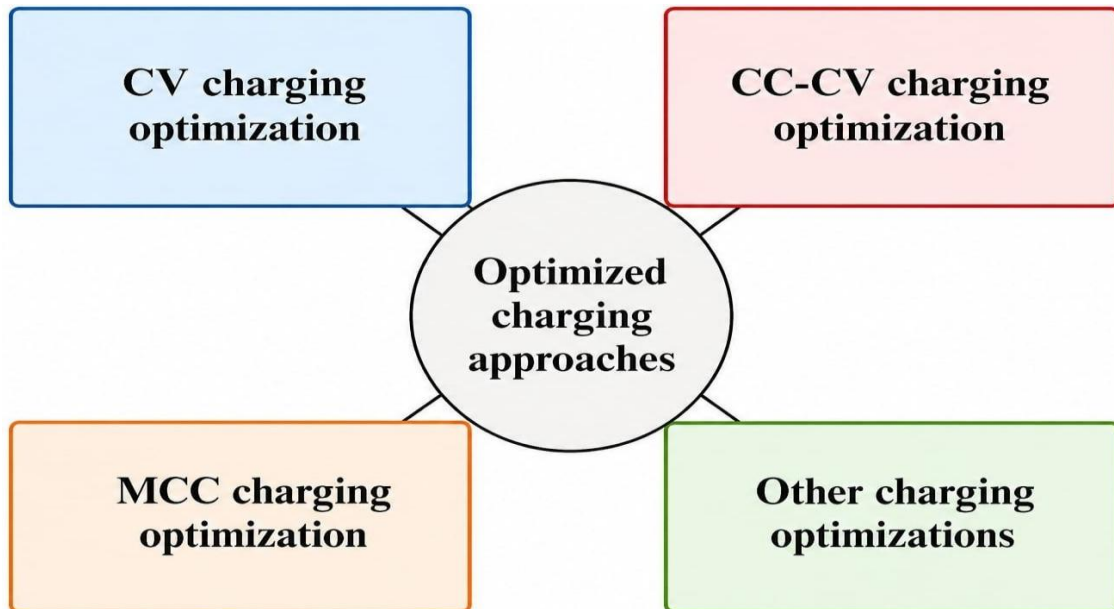 CV charging
optimization
CC-CV charging
optimization
Optimized
charging
approaches
MCC charging
optimization
Other charging
optimizations